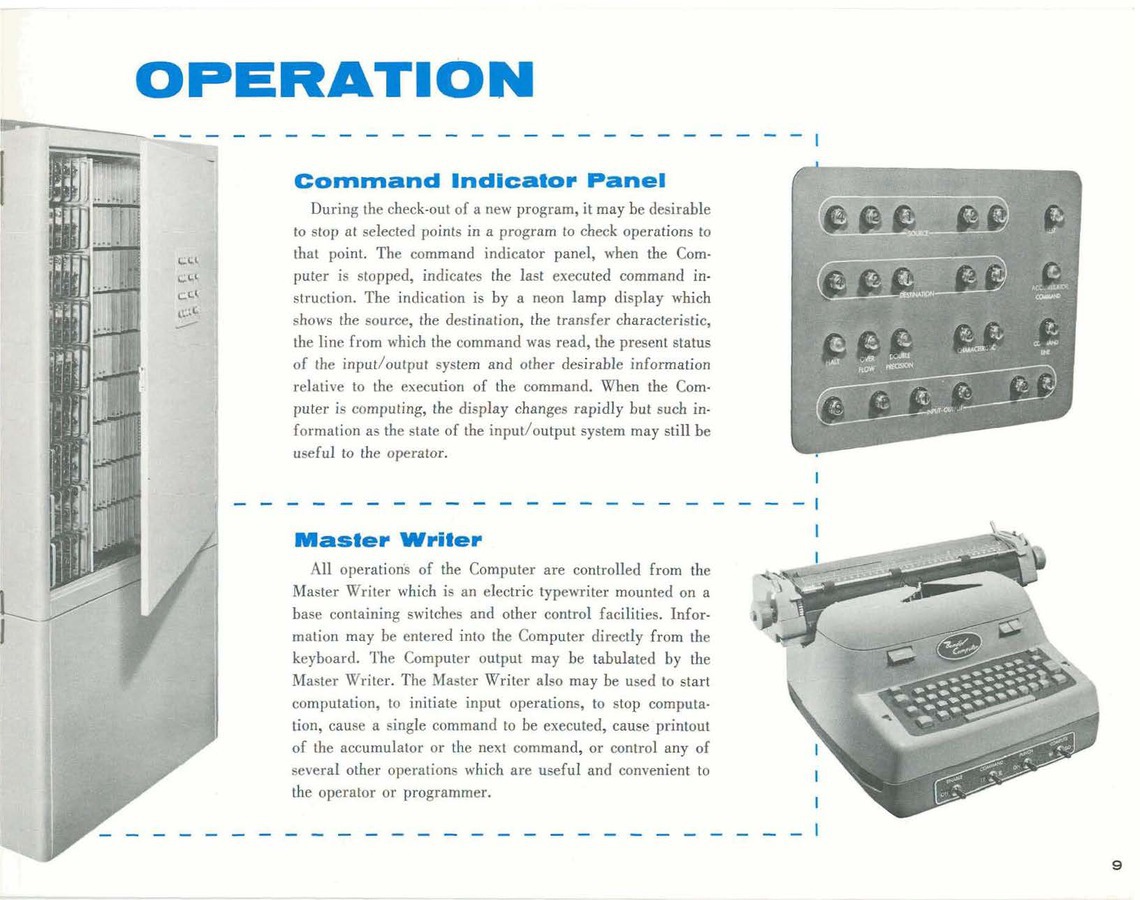 OPERATION
Command Indicator Panel
During the check-out of a new program, it may be desirable
to stop at selected points in a program to check operations to
that point. The command indicator panel, when the Com-
puter is stopped, indicates the last executed command in-
struction. The indication is by a neon lamp display which
shows the source, the destination, the transfer characteristic,
the line from which the command was read, the present status
of the input/output system and other desirable information
relative to the execution of the command. When the Com-
puter is computing, the display changes rapidly but such in-
formation as the state of the input/output system may still be
useful to the operator.
SOURCE
DESTINATION
HALT
OVER
FLOW
DOUBLE
PRECISION
COMMAND
LINE
INPUT-OUTPUT
Master Writer
All operations of the Computer are controlled from the
Master Writer which is an electric typewriter mounted on a
base containing switches and other control facilities. Infor-
mation may be entered into the Computer directly from the
keyboard. The Computer output may be tabulated by the
Master Writer. The Master Writer also may be used to start
computation, to initiate input operations, to stop computa-
tion, cause a single command to be executed, cause printout
of the accumulator or the next command, or control any of
several other operations which are useful and convenient to
the operator or programmer.
Bendix
Computer
ENABLE
COMMAND
PUNCH
COMPUTE
9